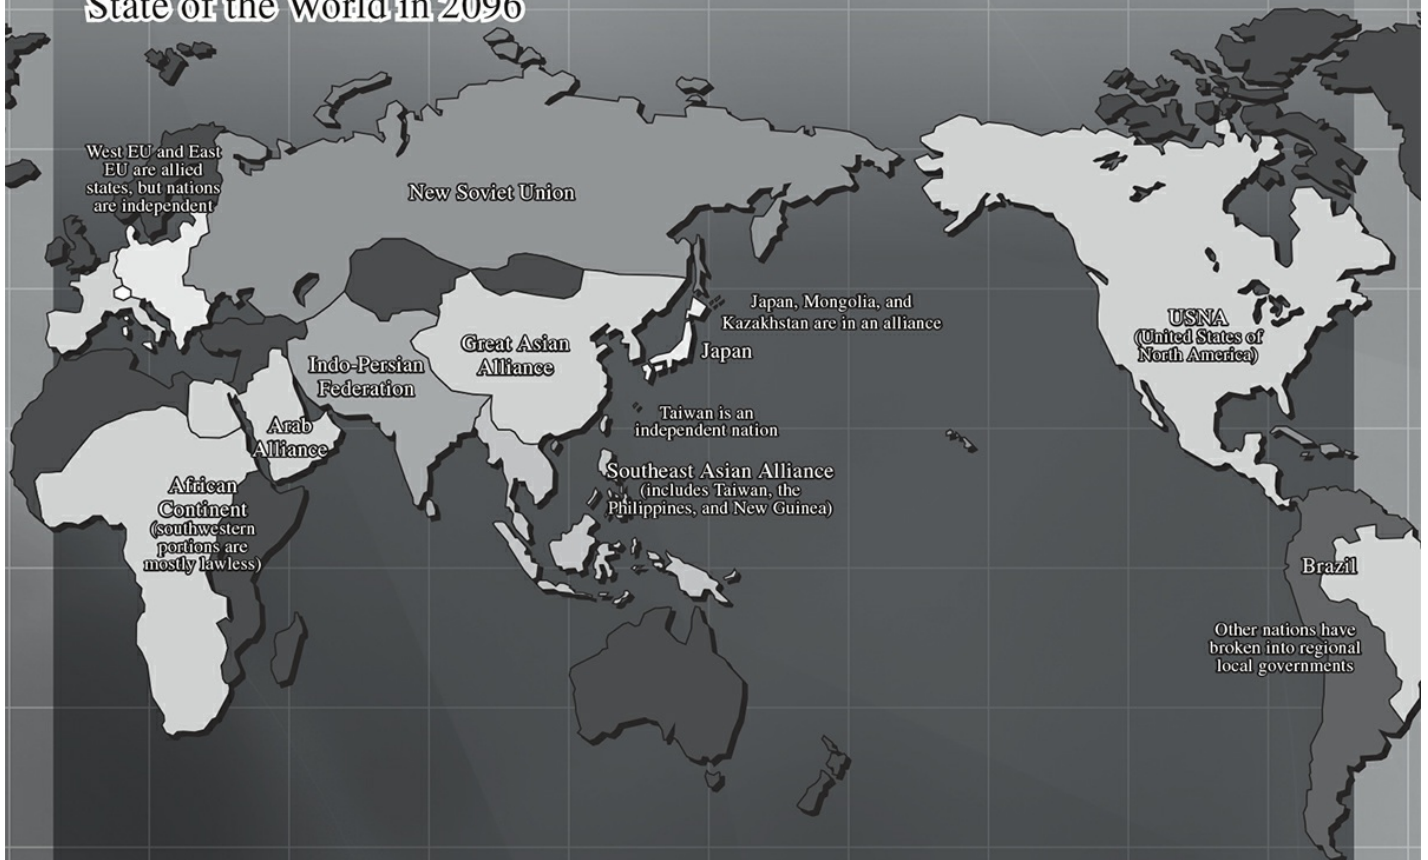 State of the World in 2096
West EU and East
EU are allied
states, but nations
are independent
New Soviet Union
Japan, Mongolia, and
Kazakhstan are in an alliance
USNA
(United States of
North America)
Great Asian
Alliance
Japan
Indo-Persian
Federation
Taiwan is an
independent nation
Arab
Alliance
Southeast Asian Alliance
(includes Taiwan, the
Philippines, and New Guinea)
African
Continent
(southwestern
portions are
mostly lawless)
Brazil
Other nations have
broken into regional
local governments